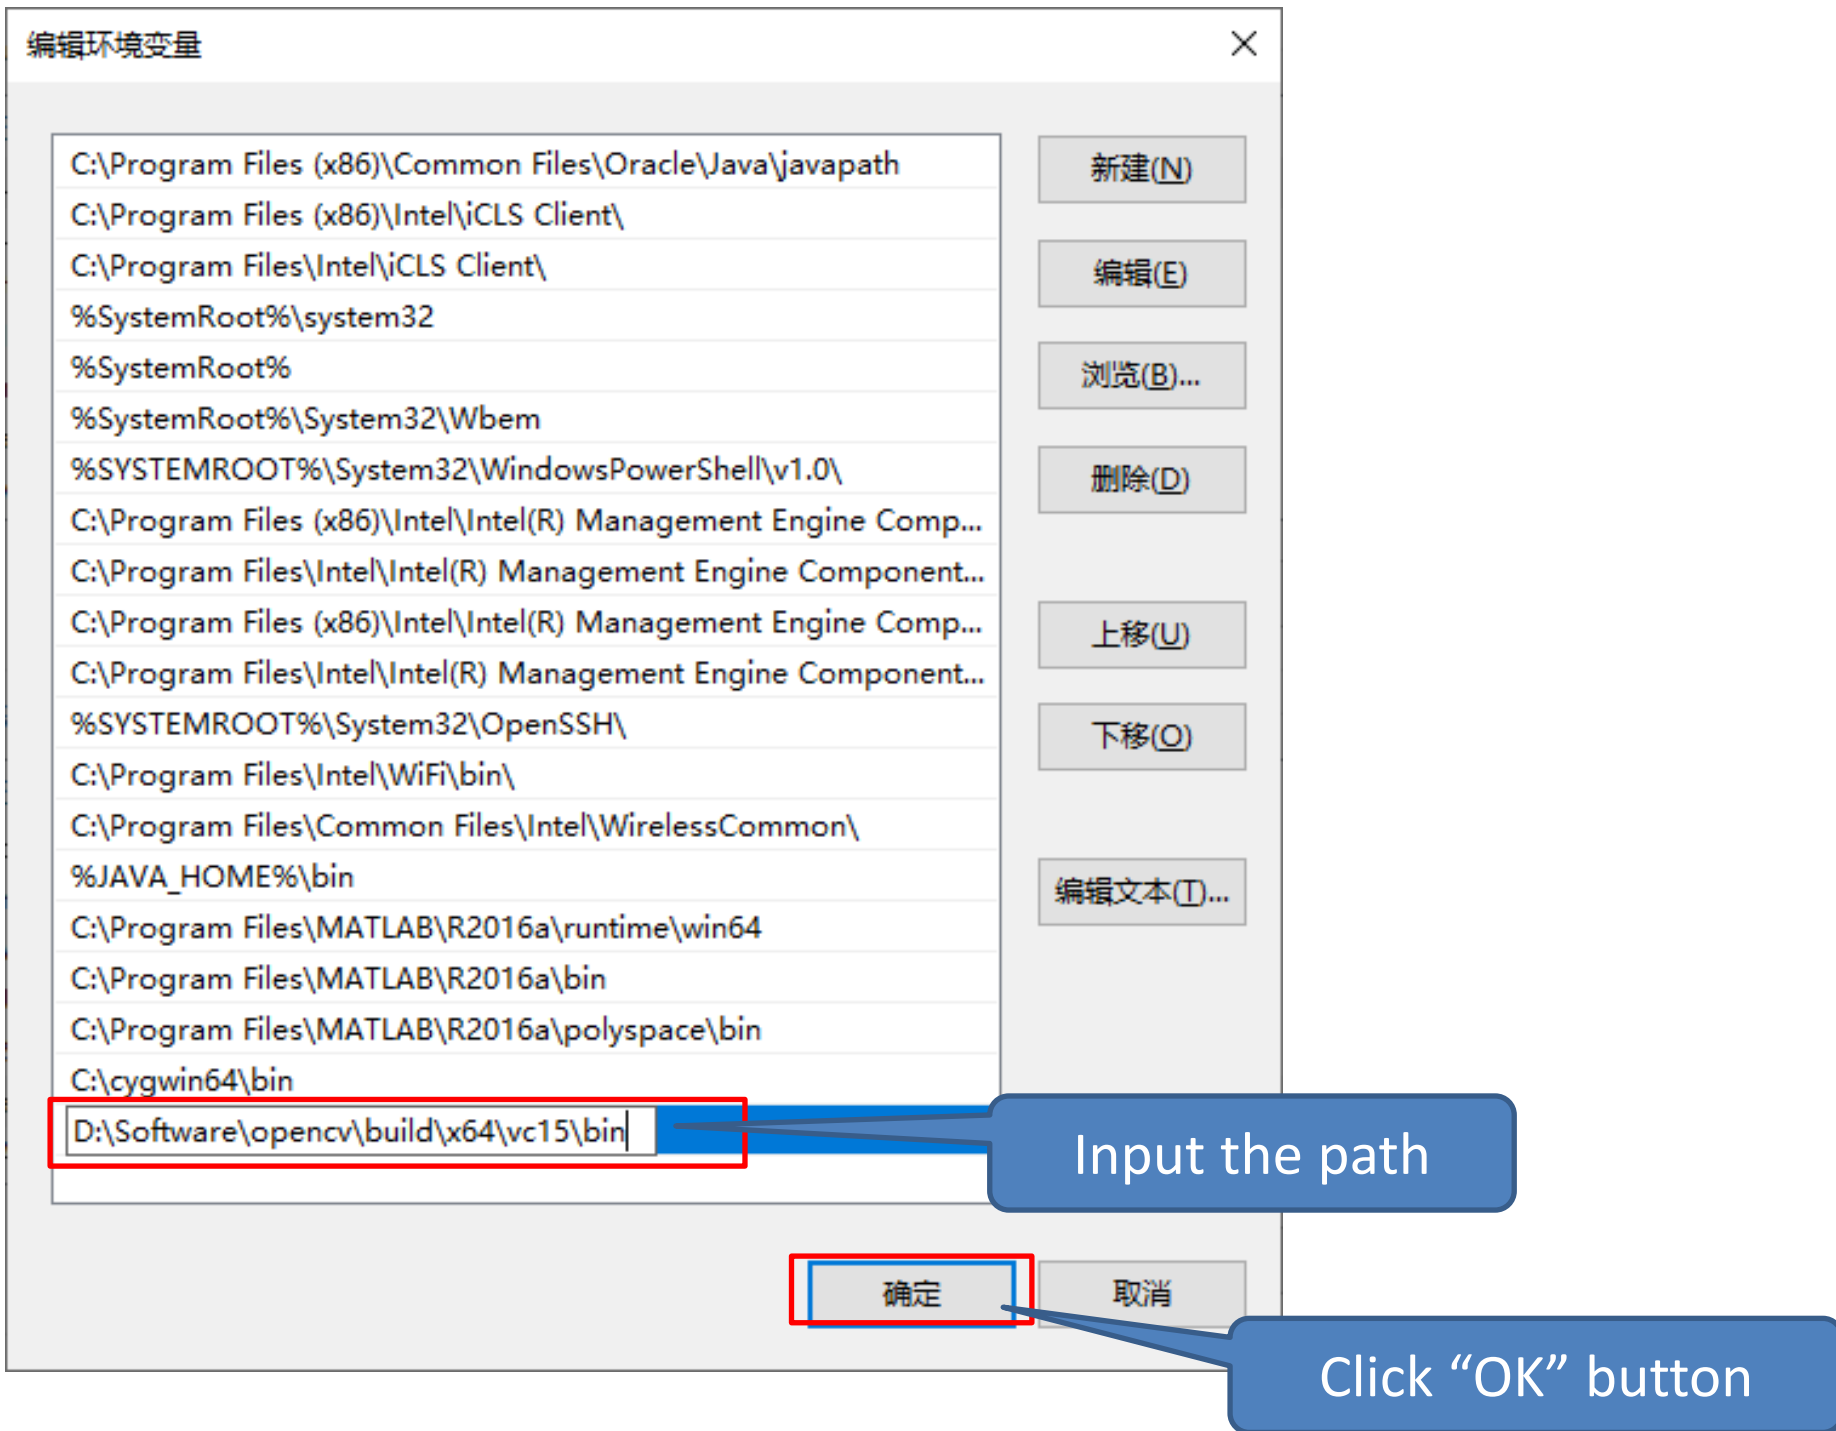 编辑环境变量
C:\Program Files (x86)\Common Files\Oracle\Java\javapath
新建(N)
C:\Program Files (x86)\Intel\iCLS Client\
C:\Program Files\Intel\iCLS Client\
编辑(E)
%SystemRoot%\system32
%SystemRoot%
浏览(B)...
%SystemRoot%\System32\Wbem
%SYSTEMROOT%\System32\WindowsPowerShell\v1.0\
删除(D)
C:\Program Files (x86)\Intel\Intel(R) Management Engine Comp...
C:\Program Files\Intel\Intel(R) Management Engine Component...
C:\Program Files (x86)\Intel\Intel(R) Management Engine Comp...
上移(U)
C:\Program Files\Intel\Intel(R) Management Engine Component...
%SYSTEMROOT%\System32\OpenSSH\
下移(O)
C:\Program Files\Intel\WiFi\bin\
C:\Program Files\Common Files\Intel\WirelessCommon\
%JAVA_HOME%\bin
编辑文本(T)...
C:\Program Files\MATLAB\R2016a\runtime\win64
C:\Program Files\MATLAB\R2016a\bin
C:\Program Files\MATLAB\R2016a\polyspace\bin
C:\cygwin64\bin
D:\Software\opencv\build\x64\vc15\bin
Input the path
确定
取消
Click “OK” button